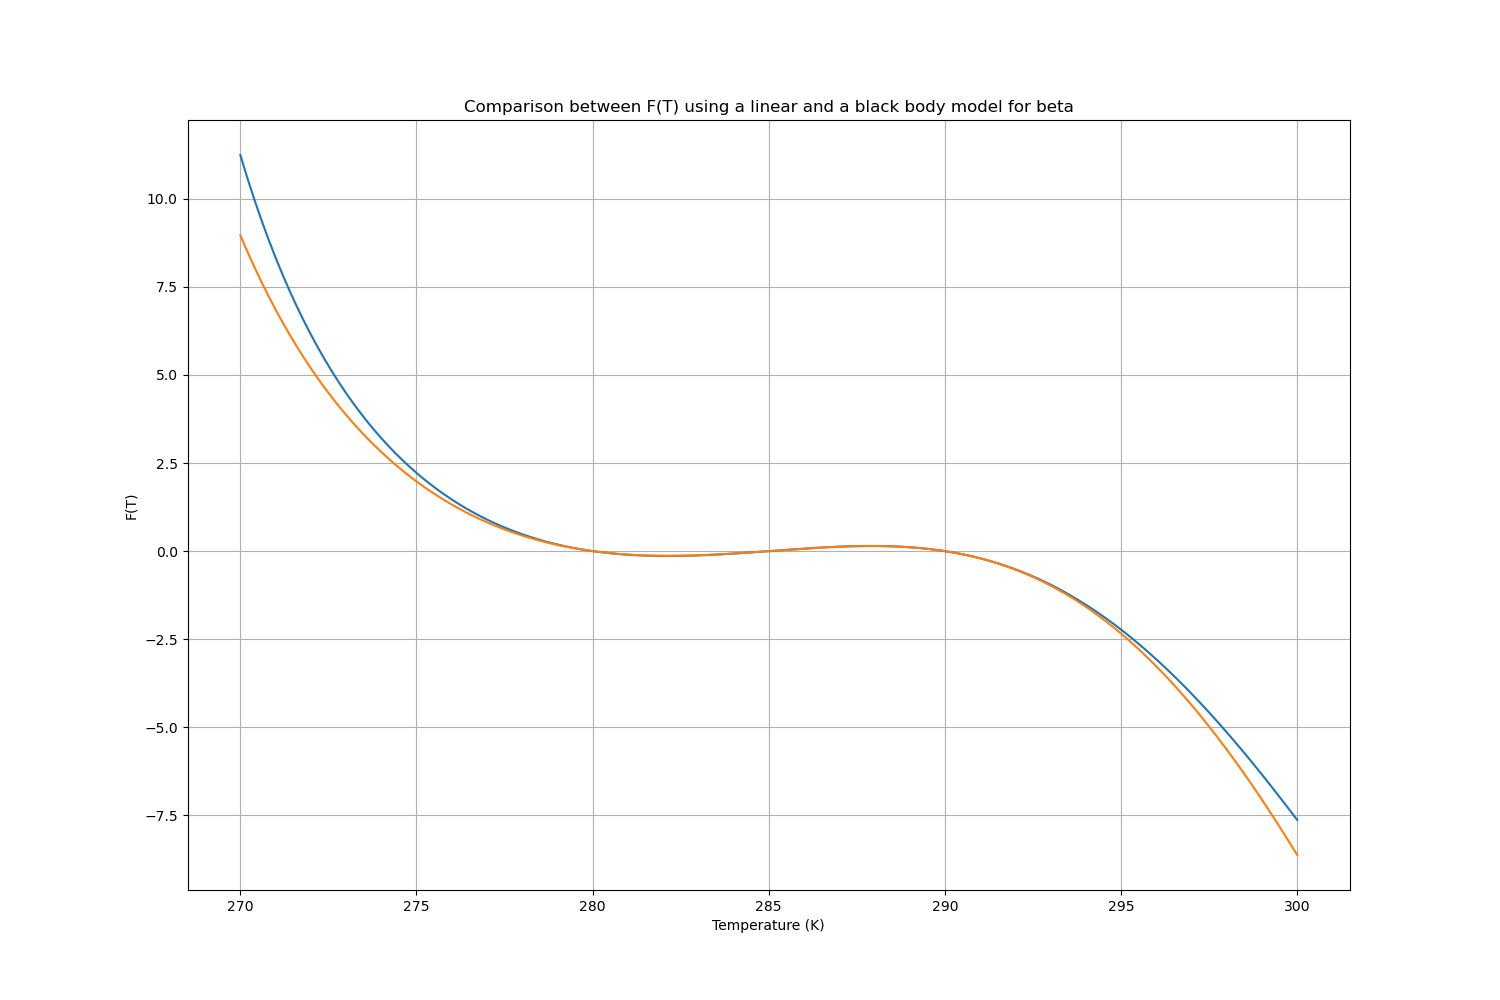 Comparison between F(T) using a linear and a black body model for beta
10.0
7.5
5.0
2.5
0.0
−2.5
−5.0
−7.5
F(T)
270 275 280 285 290 295 300
Temperature (K)